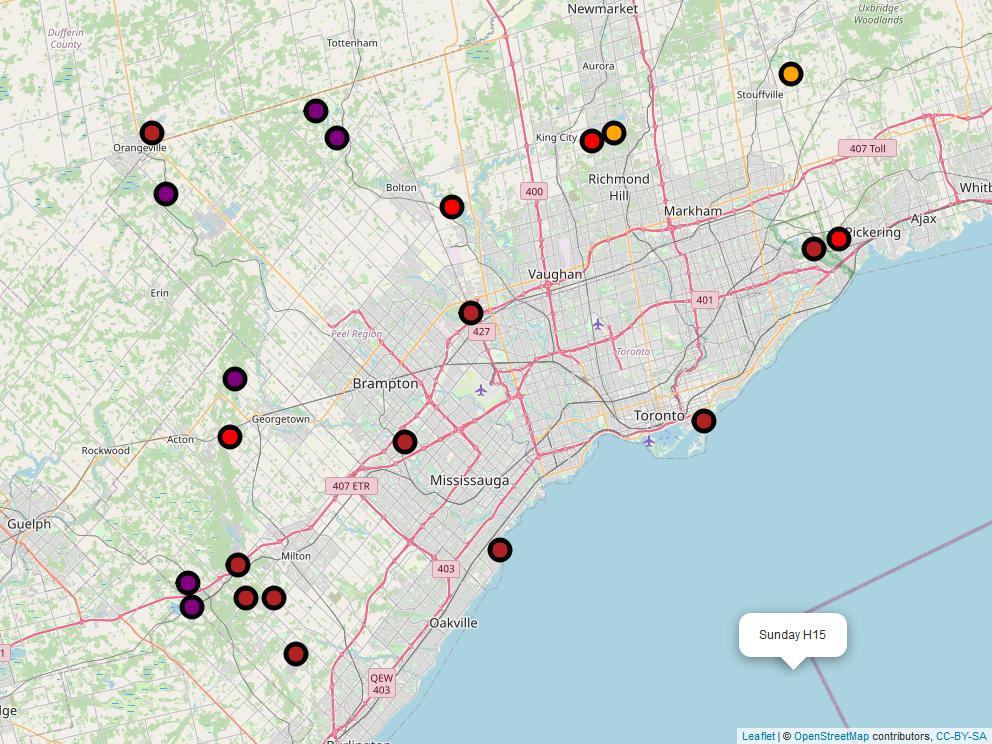 Newmarket
Uxbridge
Woodlands
Dufferin
County
Tottenham
Aurora
Stouffville
King City
Orangeville
407 Toll
Richmond
Hill
Bolton
400
Whitb
Markham
Ajax
Pickering
Vaughan
Erin
401
427
Peel Region
Toronto
Brampton
Georgetown
Toronto
Acton
Rockwood
Mississauga
407 ETR
Guelph
Milton
403
Oakville
Sunday H15
1
QEW
403
dge
Burlington
Leaflet | © OpenStreetMap contributors, CC-BY-SA